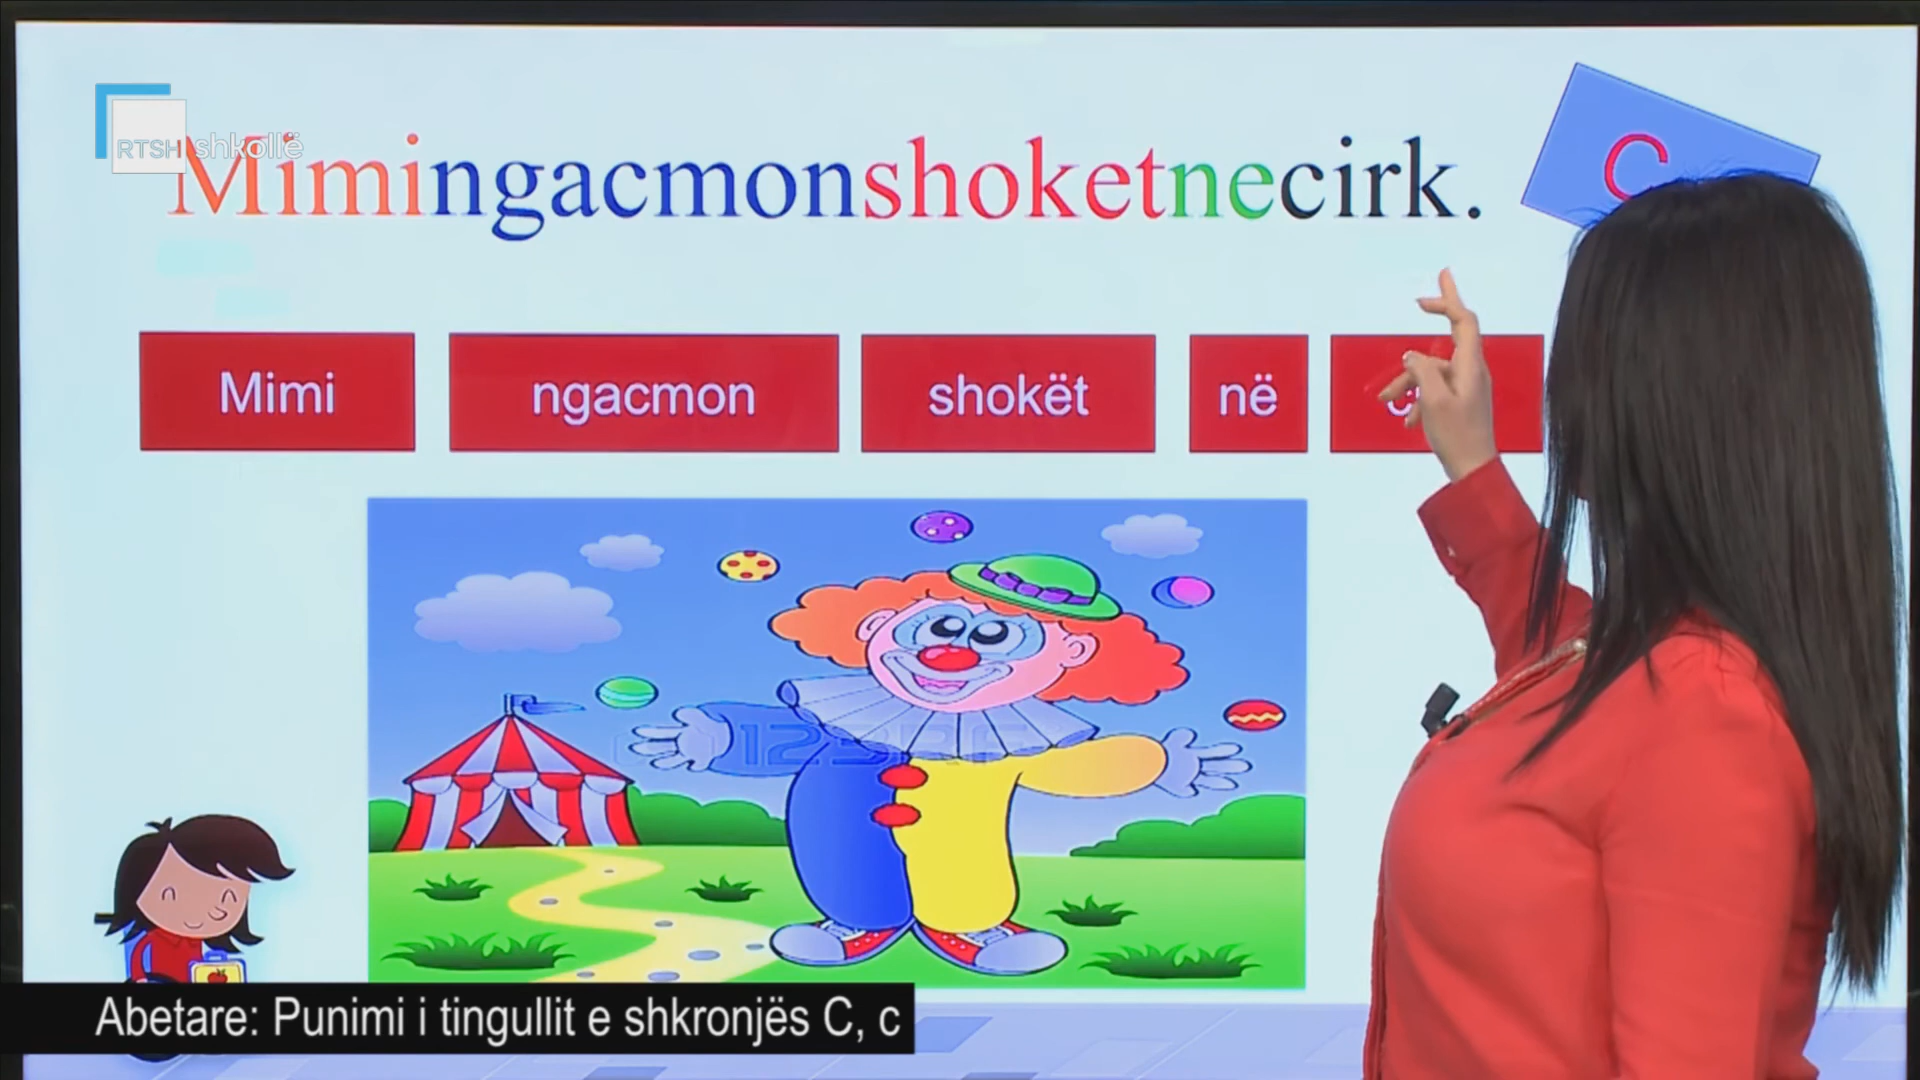 RTSH shkollë
C
Mimingacmonshoketnecirk.
Mimi ngacmon shokët në
Abetare: Punimi i tingullit e shkronjës C, c